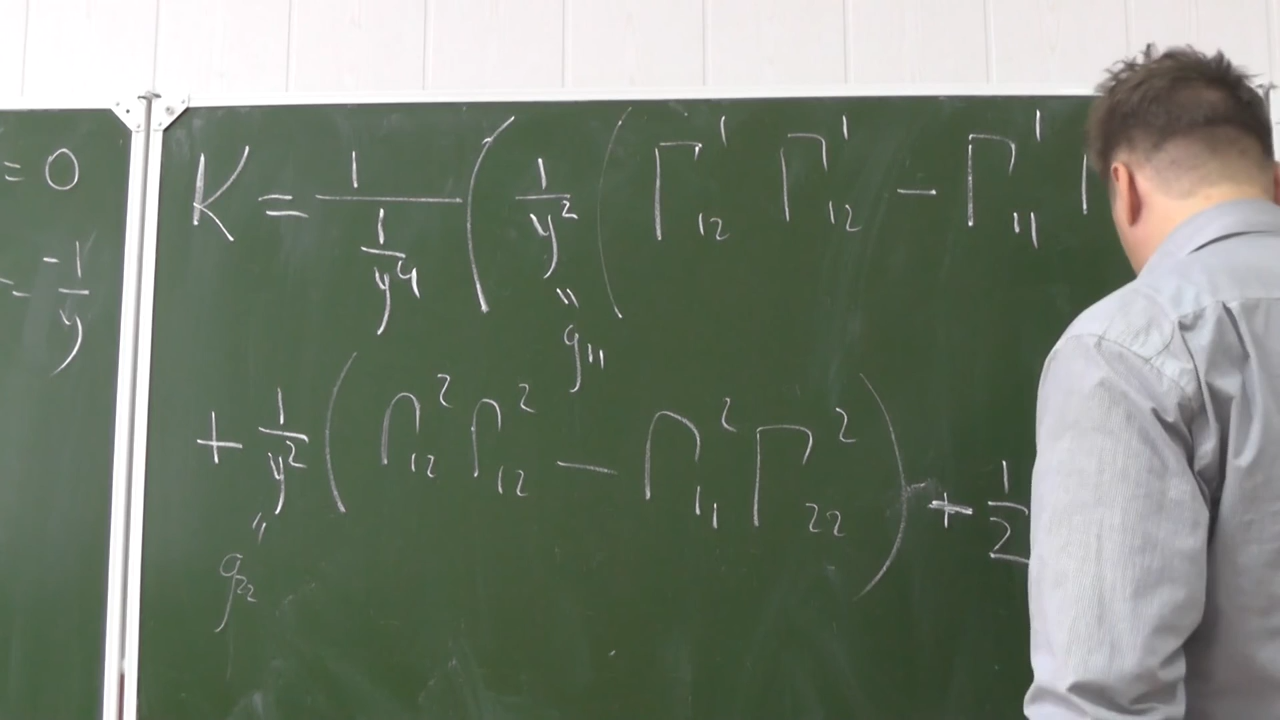 = 0
= -1/y
K = 1/(1/y⁴) ( 1/y² ( Γ¹₁₂ Γ¹₁₂ − Γ¹₁₁
"
g₁₁
+ 1/y² ( Γ²₁₂ Γ²₁₂ − Γ²₁₁ Γ²₂₂ ) + 1/2
"
g₂₂